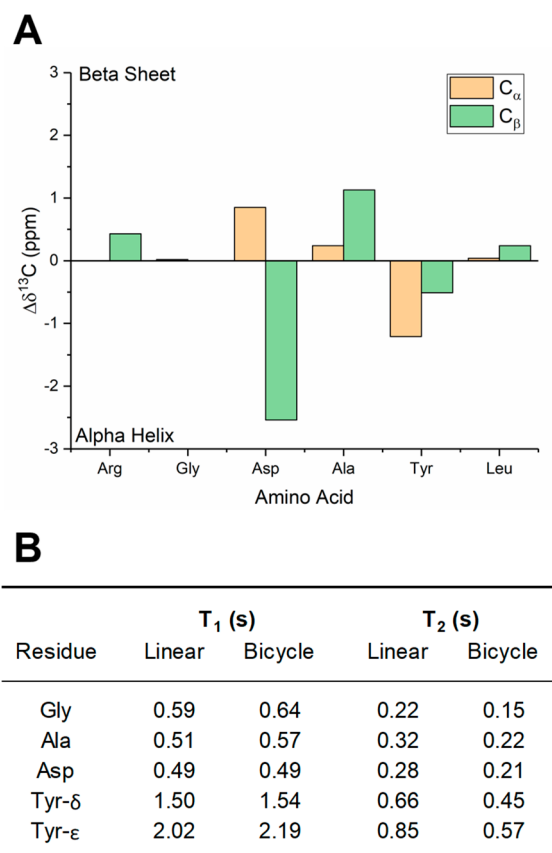 A
Beta Sheet
Cα
Cβ
3
2
1
0
-1
-2
-3
Δδ¹³C (ppm)
Alpha Helix
Arg Gly Asp Ala Tyr Leu
Amino Acid
B
T₁ (s) T₂ (s)
Residue Linear Bicycle Linear Bicycle
Gly 0.59 0.64 0.22 0.15
Ala 0.51 0.57 0.32 0.22
Asp 0.49 0.49 0.28 0.21
Tyr-δ 1.50 1.54 0.66 0.45
Tyr-ε 2.02 2.19 0.85 0.57